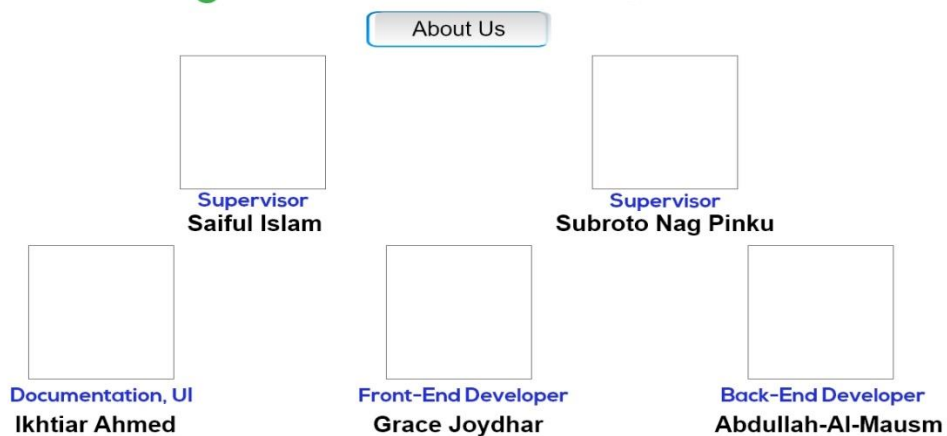 About Us
Supervisor Supervisor
Saiful Islam Subroto Nag Pinku
Documentation, UI Front-End Developer Back-End Developer
Ikhtiar Ahmed Grace Joydhar Abdullah-Al-Mausm